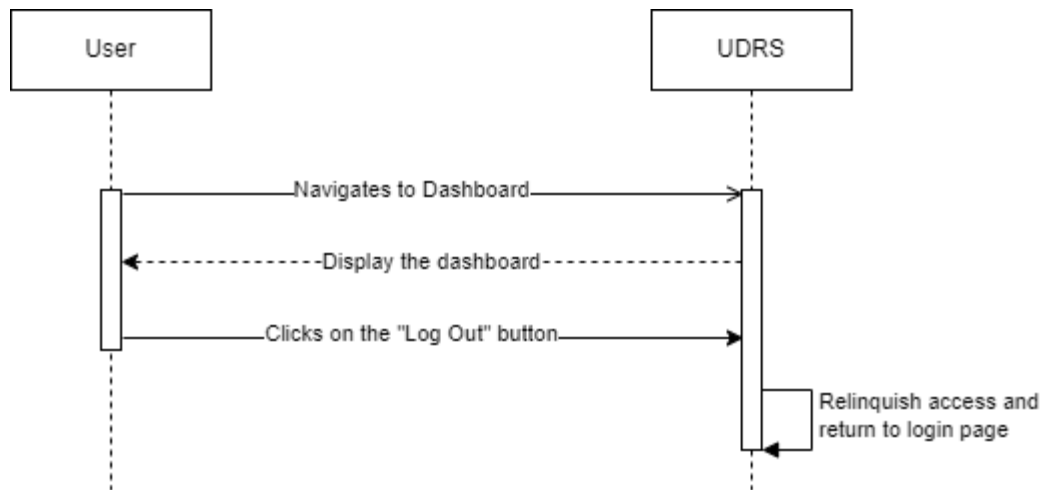 User
UDRS
Navigates to Dashboard
Display the dashboard
Clicks on the "Log Out" button
Relinquish access and
return to login page